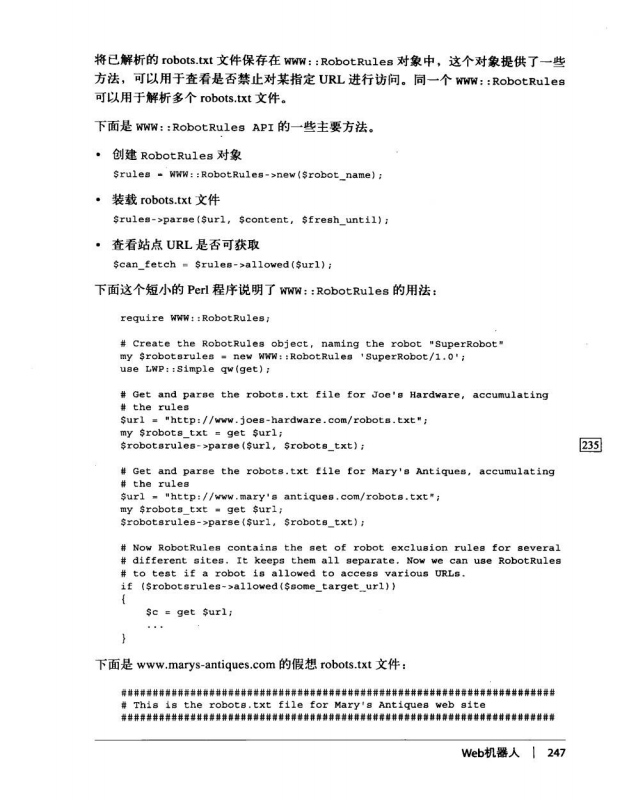 将已解析的 robots.txt 文件保存在 WWW::RobotRules 对象中，这个对象提供了一些
方法，可以用于查看是否禁止对某指定 URL 进行访问。同一个 WWW::RobotRules
可以用于解析多个 robots.txt 文件。
下面是 WWW::RobotRules API 的一些主要方法。
• 创建 RobotRules 对象
$rules = WWW::RobotRules->new($robot_name);
• 装载 robots.txt 文件
$rules->parse($url, $content, $fresh_until);
• 查看站点 URL 是否可获取
$can_fetch = $rules->allowed($url);
下面这个短小的 Perl 程序说明了 WWW::RobotRules 的用法：
require WWW::RobotRules;
# Create the RobotRules object, naming the robot "SuperRobot"
my $robotsrules = new WWW::RobotRules 'SuperRobot/1.0';
use LWP::Simple qw(get);
# Get and parse the robots.txt file for Joe's Hardware, accumulating
# the rules
$url = "http://www.joes-hardware.com/robots.txt";
my $robots_txt = get $url;
$robotsrules->parse($url, $robots_txt);
235
# Get and parse the robots.txt file for Mary's Antiques, accumulating
# the rules
$url = "http://www.mary's antiques.com/robots.txt";
my $robots_txt = get $url;
$robotsrules->parse($url, $robots_txt);
# Now RobotRules contains the set of robot exclusion rules for several
# different sites. It keeps them all separate. Now we can use RobotRules
# to test if a robot is allowed to access various URLs.
if ($robotsrules->allowed($some_target_url))
{
$c = get $url;
...
}
下面是 www.marys-antiques.com 的假想 robots.txt 文件：
#####################################################################
# This is the robots.txt file for Mary's Antiques web site
#####################################################################
Web机器人 | 247